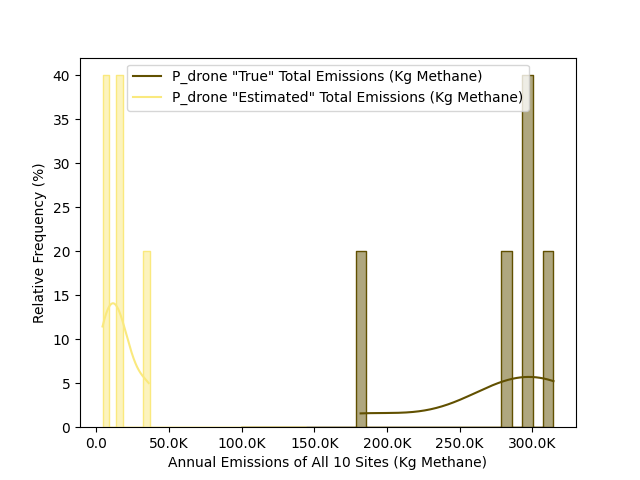 P_drone "True" Total Emissions (Kg Methane)
P_drone "Estimated" Total Emissions (Kg Methane)
Relative Frequency (%)
40
35
30
25
20
15
10
5
0
0.0 50.0K 100.0K 150.0K 200.0K 250.0K 300.0K
Annual Emissions of All 10 Sites (Kg Methane)